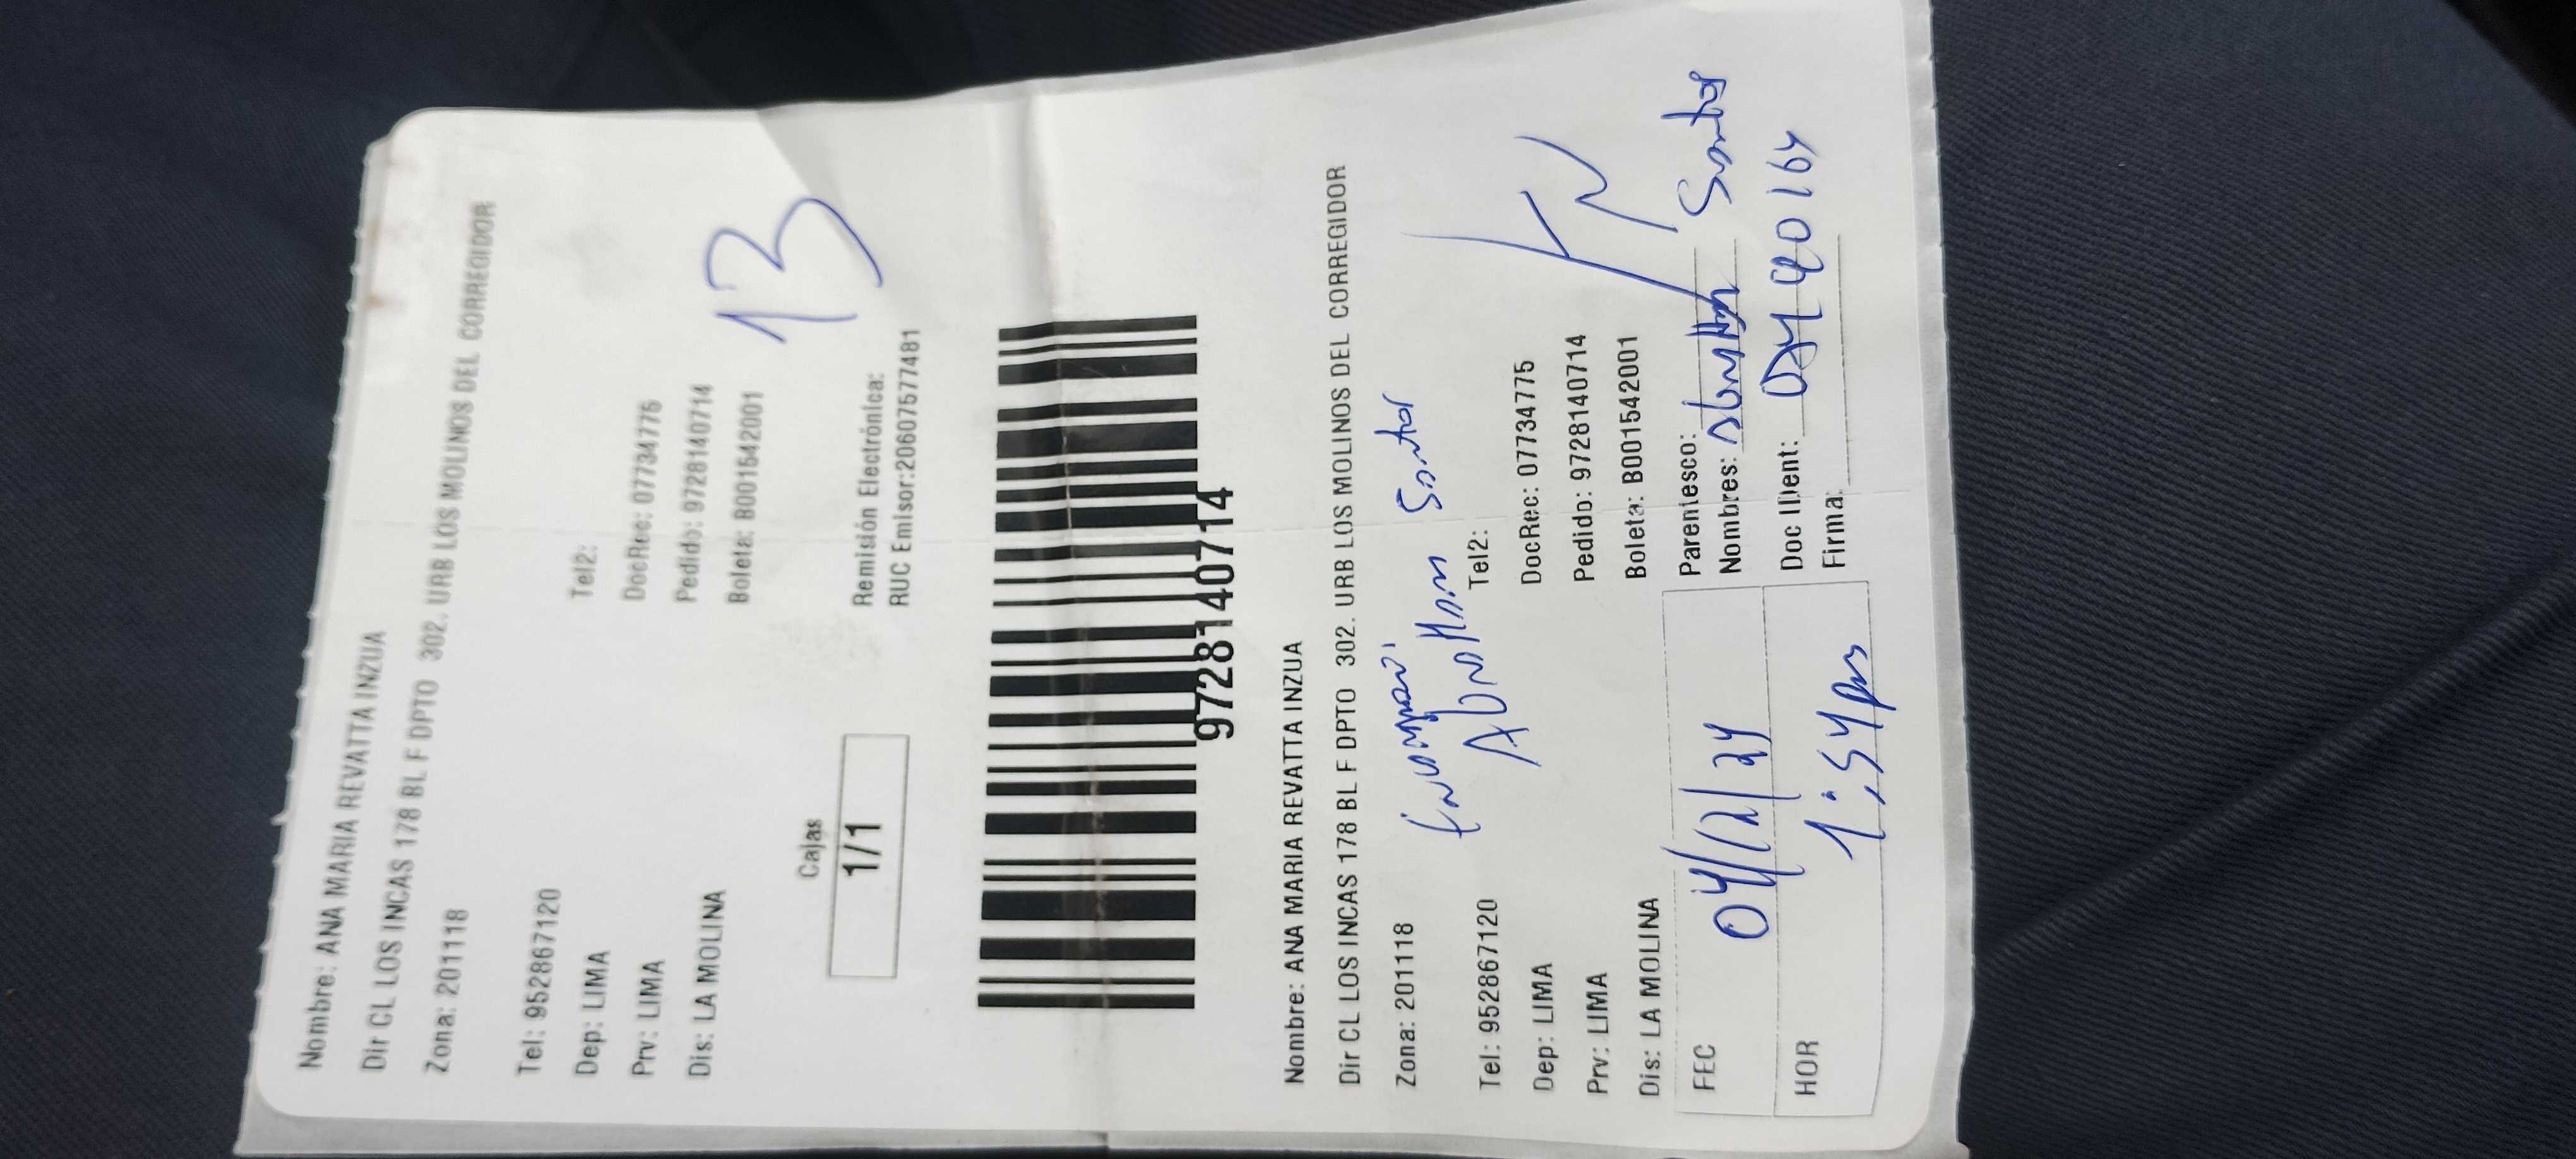 Nombre: ANA MARIA REVATTA INZUA
Dir CL LOS INCAS 178 BL F DPTO 302. URB LOS MOLINOS DEL CORREGIDOR
Zona: 201118
Tel: 952867120 Tel2:
Dep: LIMA DocRec: 07734775
Prv: LIMA Pedido: 97281407​14
Dis: LA MOLINA Boleta: B001542001
13
Cajas
1/1
Remisión Electrónica:
RUC Emisor:20607577481
9728140714
Nombre: ANA MARIA REVATTA INZUA
Dir CL LOS INCAS 178 BL F DPTO 302. URB LOS MOLINOS DEL CORREGIDOR
Zona: 201118
Santos
Tel: 952867120 Tel2:
Dep: LIMA DocRec: 07734775
Prv: LIMA Pedido: 9728140714
Dis: LA MOLINA Boleta: B001542001
FEC 04/12/24
Parentesco:
Nombres: Santos
HOR 1:54pm
Doc IDent:
Firma: